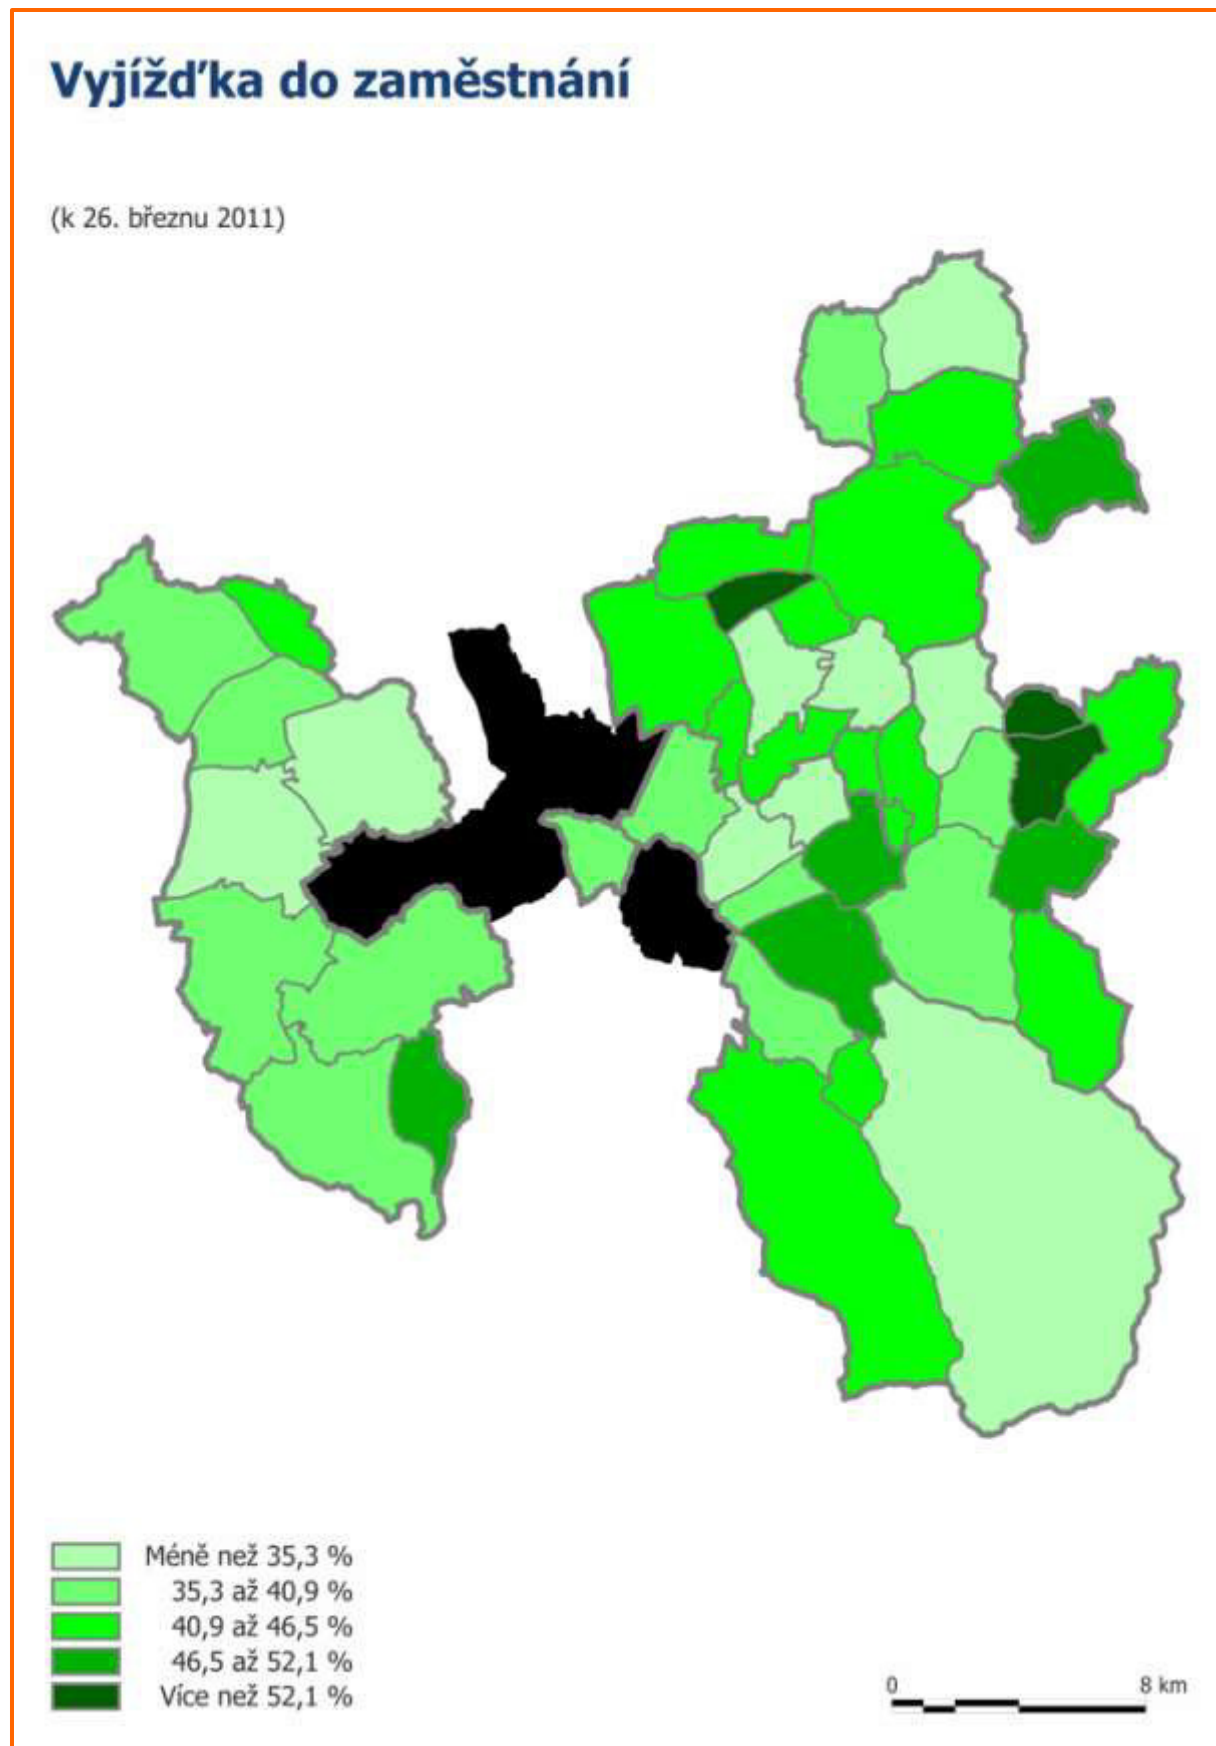 Vyjížďka do zaměstnání
(k 26. březnu 2011)
Méně než 35,3 %
35,3 až 40,9 %
40,9 až 46,5 %
46,5 až 52,1 %
Více než 52,1 %
0 8 km